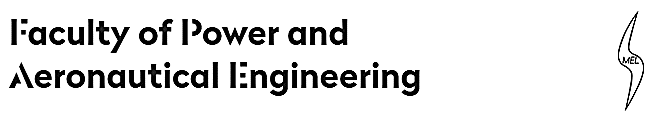 Faculty of Power and
Aeronautical Engineering
MEL